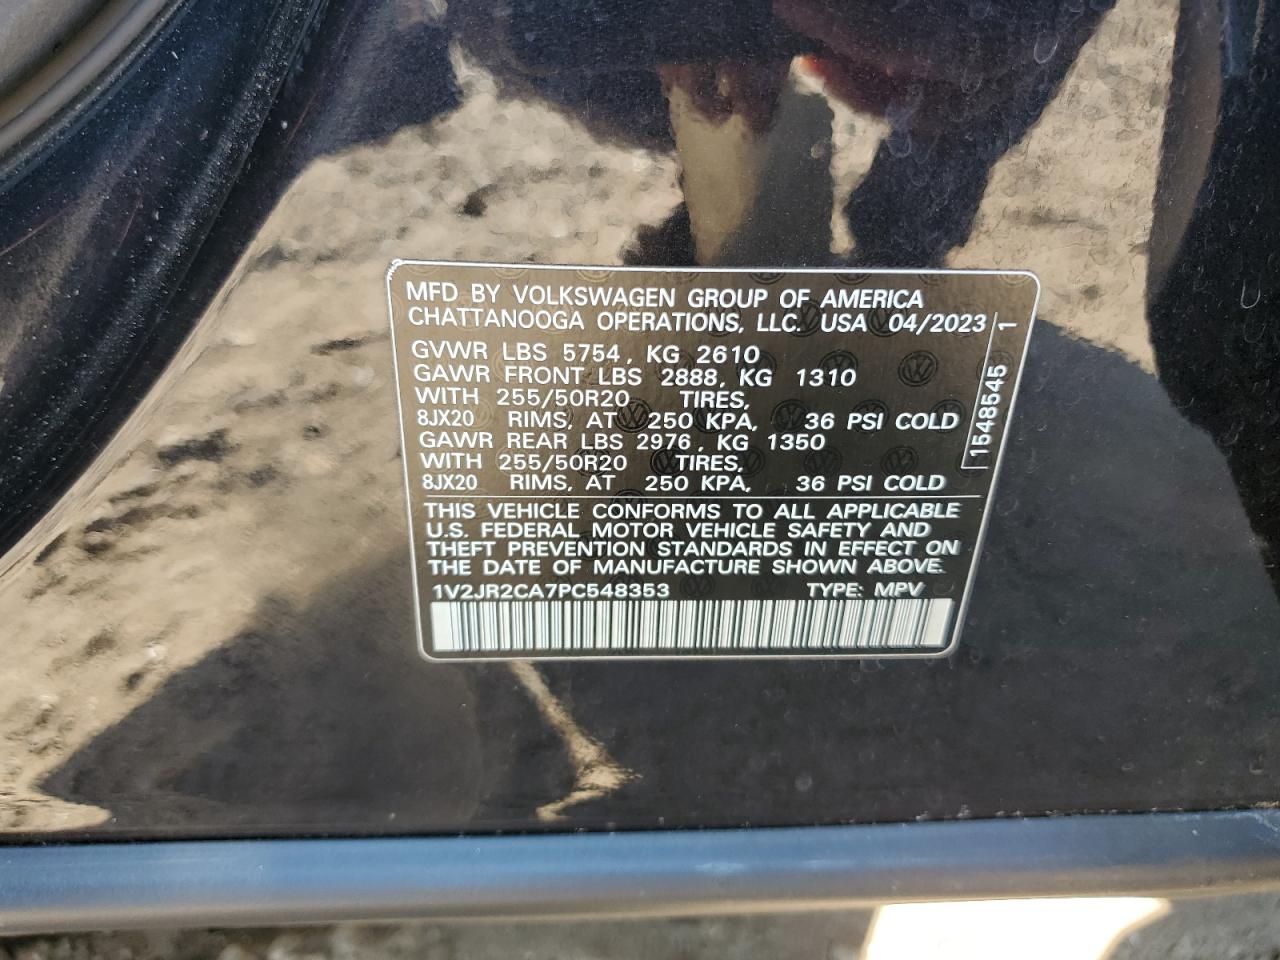 MFD BY VOLKSWAGEN GROUP OF AMERICA
CHATTANOOGA OPERATIONS, LLC. USA 04/2023
GVWR LBS 5754, KG 2610
GAWR FRONT LBS 2888, KG 1310
WITH 255/50R20 TIRES,
8JX20 RIMS, AT 250 KPA, 36 PSI COLD
GAWR REAR LBS 2976, KG 1350
WITH 255/50R20 TIRES,
8JX20 RIMS, AT 250 KPA, 36 PSI COLD
THIS VEHICLE CONFORMS TO ALL APPLICABLE
U.S. FEDERAL MOTOR VEHICLE SAFETY AND
THEFT PREVENTION STANDARDS IN EFFECT ON
THE DATE OF MANUFACTURE SHOWN ABOVE.
1V2JR2CA7PC548353 TYPE: MPV
1548545 1